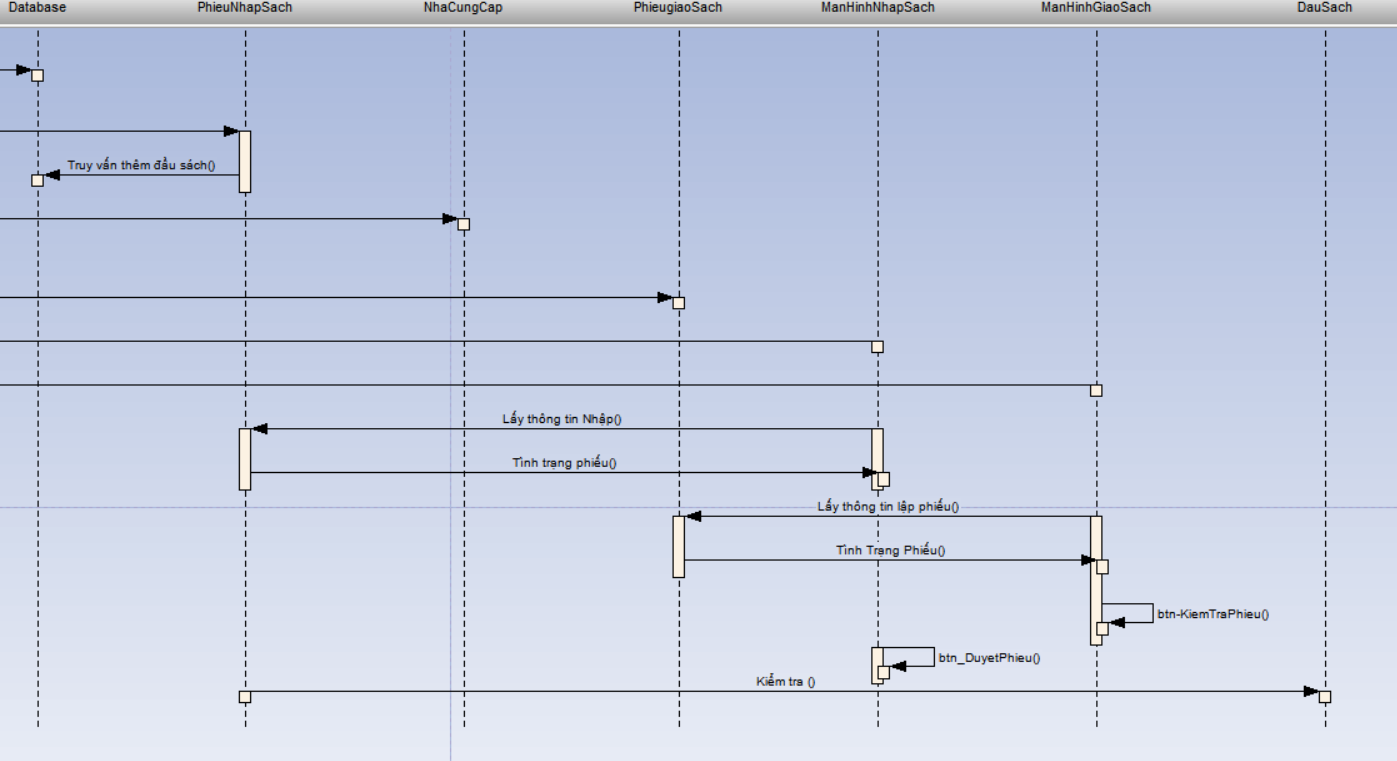 Database
PhieuNhapSach
NhaCungCap
PhieugiaoSach
ManHinhNhapSach
ManHinhGiaoSach
DauSach
Truy vấn thêm đầu sách()
Lấy thông tin Nhập()
Tình trạng phiếu()
Lấy thông tin lập phiếu()
Tình Trạng Phiếu()
btn-KiemTraPhieu()
btn_DuyetPhieu()
Kiểm tra ()